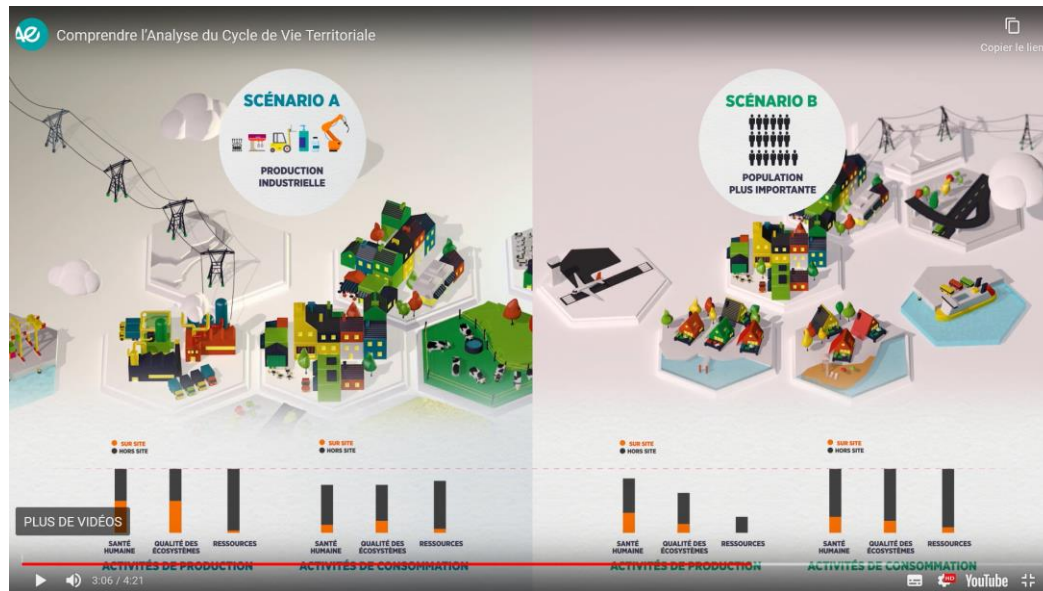 Comprendre l'Analyse du Cycle de Vie Territoriale
Copier le lien
SCÉNARIO A
PRODUCTION
INDUSTRIELLE
SCÉNARIO B
POPULATION
PLUS IMPORTANTE
SUR SITE
HORS SITE
SUR SITE
HORS SITE
SUR SITE
HORS SITE
SUR SITE
HORS SITE
PLUS DE VIDÉOS
SANTÉ
HUMAINE
QUALITÉ DES
ÉCOSYSTÈMES
RESSOURCES
SANTÉ
HUMAINE
QUALITÉ DES
ÉCOSYSTÈMES
RESSOURCES
SANTÉ
HUMAINE
QUALITÉ DES
ÉCOSYSTÈMES
RESSOURCES
SANTÉ
HUMAINE
QUALITÉ DES
ÉCOSYSTÈMES
RESSOURCES
ACTIVITÉS DE PRODUCTION
ACTIVITÉS DE CONSOMMATION
ACTIVITÉS DE PRODUCTION
ACTIVITÉS DE CONSOMMATION
3:06 / 4:21
HD
YouTube